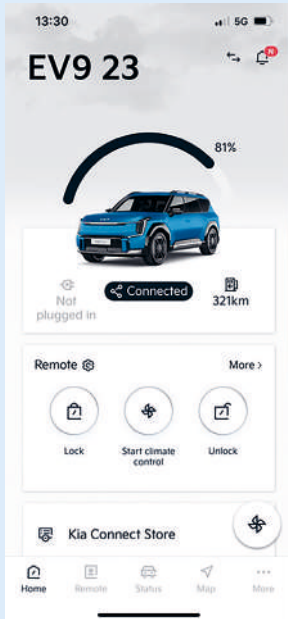 13:30
5G
EV9 23
N
81%
Not
plugged in
Connected
321km
Remote
More >
Lock
Start climate
control
Unlock
Kia Connect Store
Home
Remote
Status
Map
More